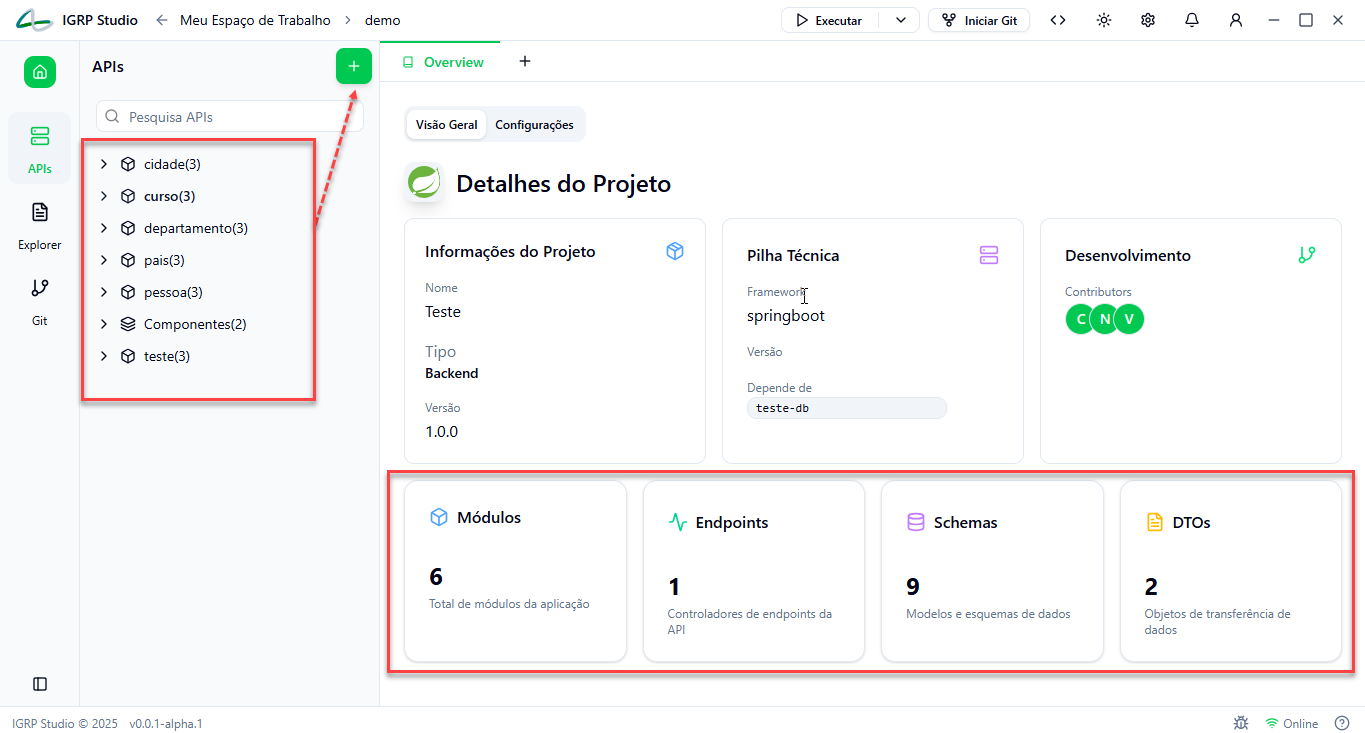 IGRP Studio Meu Espaço de Trabalho demo Executar Iniciar Git
APIs
Pesquisa APIs
cidade(3)
curso(3)
departamento(3)
pais(3)
pessoa(3)
Componentes(2)
teste(3)
APIs
Explorer
Git
Overview
Visão Geral Configurações
Detalhes do Projeto
Informações do Projeto
Nome
Teste
Tipo
Backend
Versão
1.0.0
Pilha Técnica
Framework
springboot
Versão
Depende de
teste-db
Desenvolvimento
Contributors
C N V
Módulos
6
Total de módulos da aplicação
Endpoints
1
Controladores de endpoints da
API
Schemas
9
Modelos e esquemas de dados
DTOs
2
Objetos de transferência de
dados
IGRP Studio © 2025 v0.0.1-alpha.1 Online